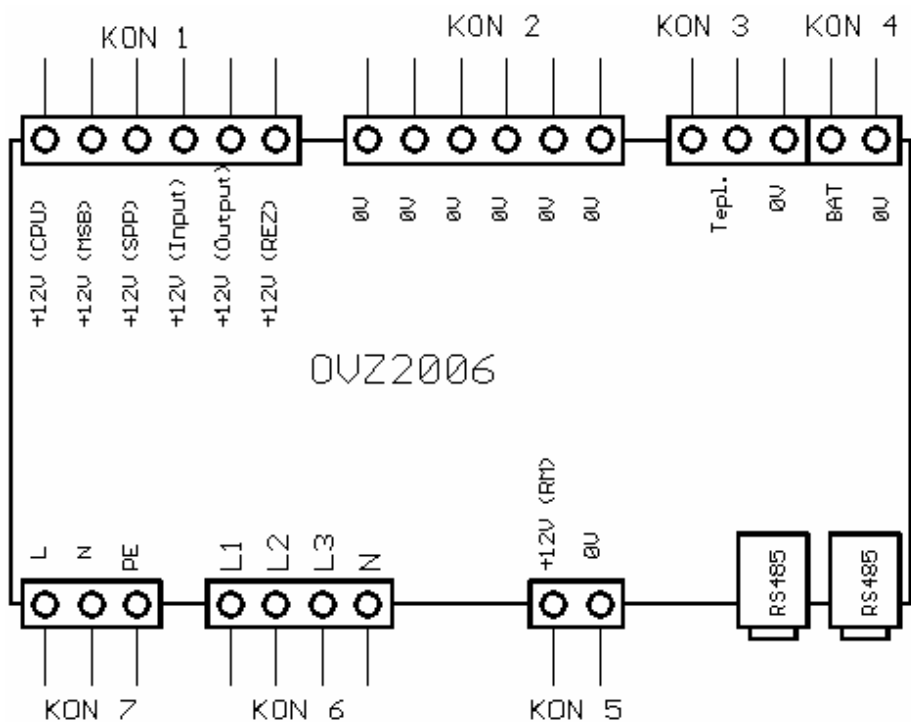 KON 1 KON 2 KON 3 KON 4
+12V (CPU)
+12V (MSB)
+12V (SPP)
+12V (Input)
+12V (Output)
+12V (REZ)
0V
0V
0V
0V
0V
0V
Tepl.
0V
BAT
0V
OVZ2006
L
N
PE
L1
L2
L3
N
+12V (RM)
0V
RS485
RS485
KON 7 KON 6 KON 5